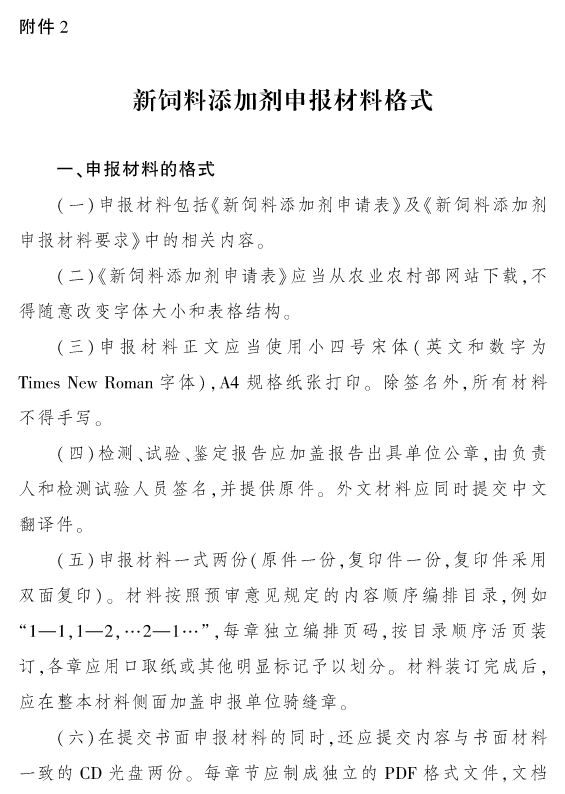 附件 2
新饲料添加剂申报材料格式
一、申报材料的格式
(一)申报材料包括《新饲料添加剂申请表》及《新饲料添加剂
申报材料要求》中的相关内容。
(二)《新饲料添加剂申请表》应当从农业农村部网站下载,不
得随意改变字体大小和表格结构。
(三)申报材料正文应当使用小四号宋体(英文和数字为
Times New Roman 字体),A4 规格纸张打印。除签名外,所有材料
不得手写。
(四)检测、试验、鉴定报告应加盖报告出具单位公章,由负责
人和检测试验人员签名,并提供原件。外文材料应同时提交中文
翻译件。
(五)申报材料一式两份(原件一份,复印件一份,复印件采用
双面复印)。材料按照预审意见规定的内容顺序编排目录,例如
“1—1,1—2,…2—1…”,每章独立编排页码,按目录顺序活页装
订,各章应用口取纸或其他明显标记予以划分。材料装订完成后,
应在整本材料侧面加盖申报单位骑缝章。
(六)在提交书面申报材料的同时,还应提交内容与书面材料
一致的 CD 光盘两份。每章节应制成独立的 PDF 格式文件,文档